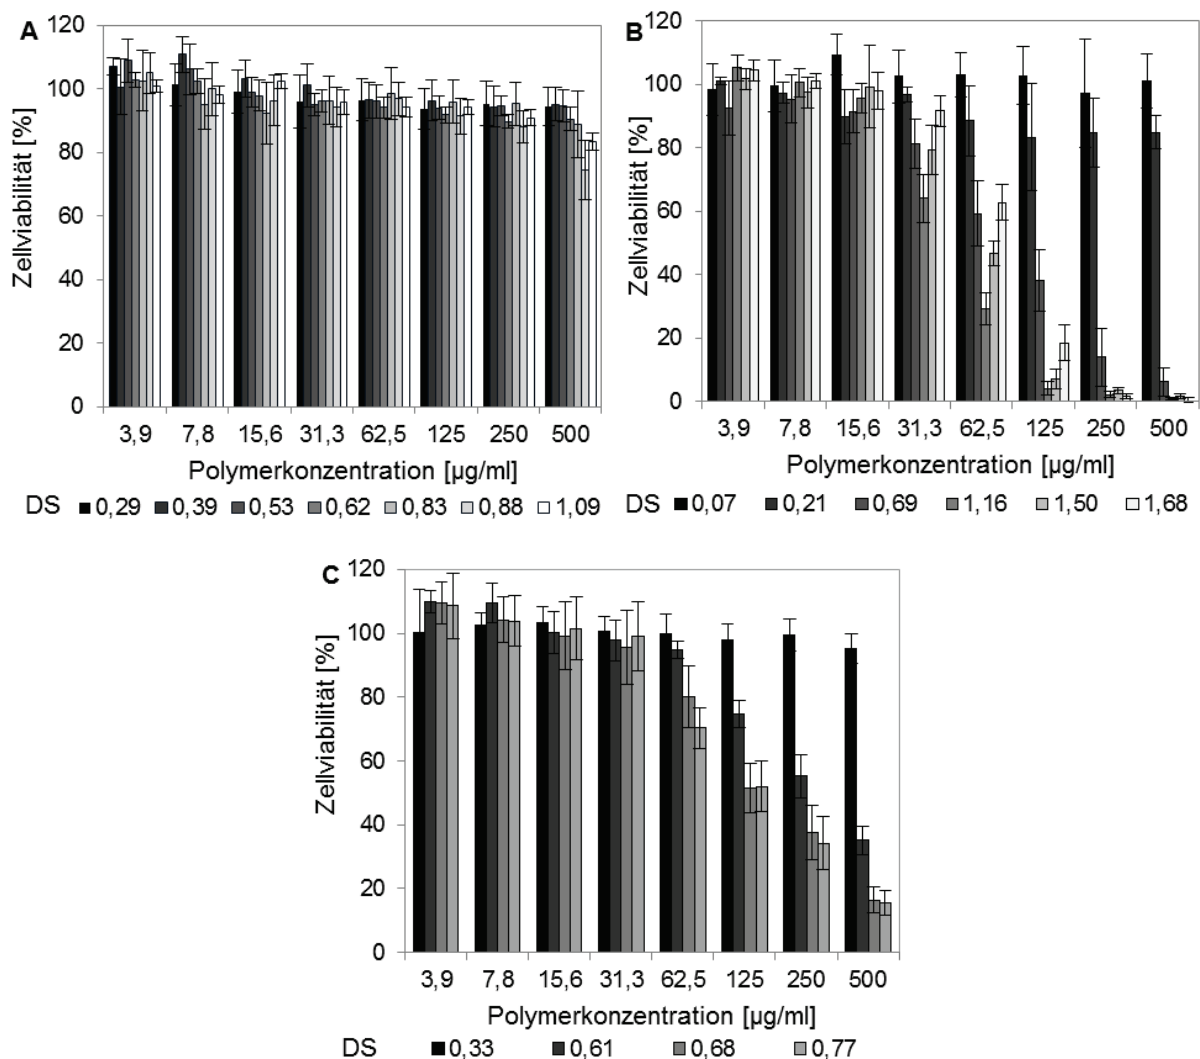 A
120
100
80
60
40
20
0
Zellviabilität [%]
3,9 7,8 15,6 31,3 62,5 125 250 500
Polymerkonzentration [µg/ml]
DS 0,29 0,39 0,53 0,62 0,83 0,88 1,09
B
120
100
80
60
40
20
0
Zellviabilität [%]
3,9 7,8 15,6 31,3 62,5 125 250 500
Polymerkonzentration [µg/ml]
DS 0,07 0,21 0,69 1,16 1,50 1,68
C
120
100
80
60
40
20
0
Zellviabilität [%]
3,9 7,8 15,6 31,3 62,5 125 250 500
Polymerkonzentration [µg/ml]
DS 0,33 0,61 0,68 0,77